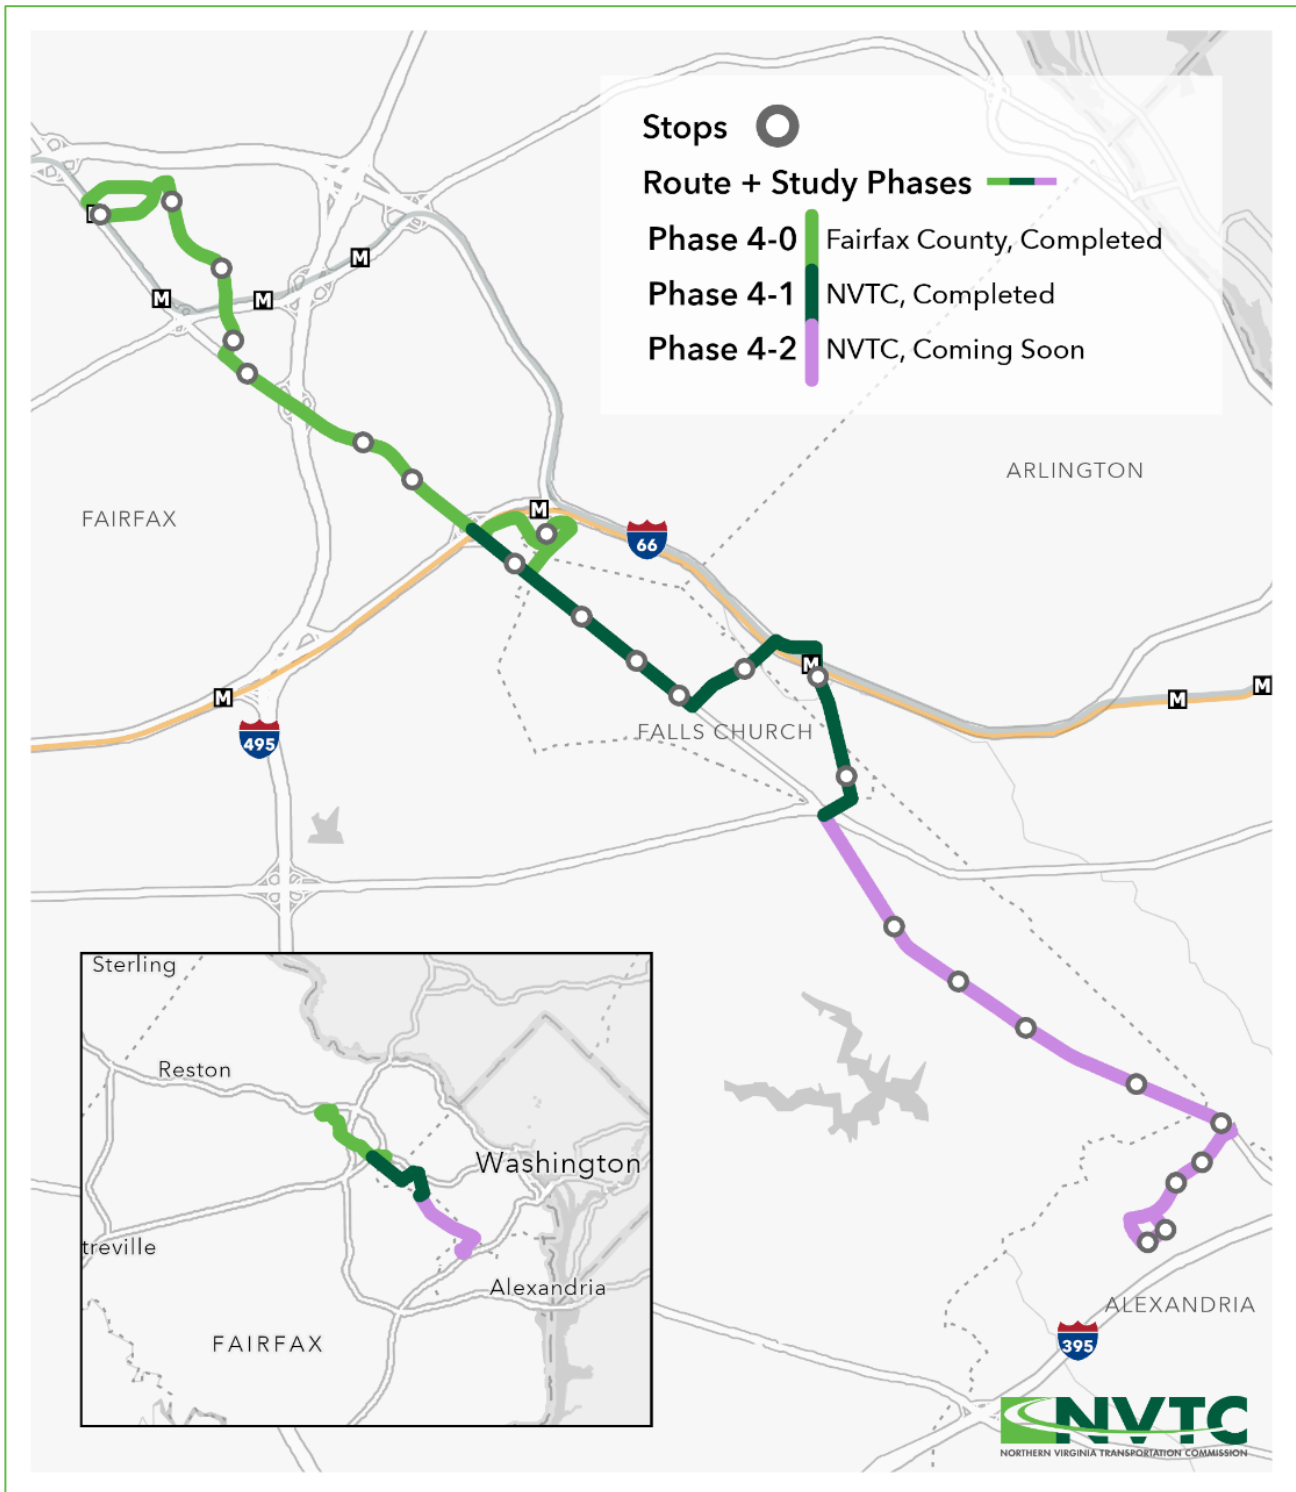 Stops
Route + Study Phases
Phase 4-0 Fairfax County, Completed
Phase 4-1 NVTC, Completed
Phase 4-2 NVTC, Coming Soon
M
M
M
M
ARLINGTON
FAIRFAX
M
66
M
M
M
M
FALLS CHURCH
495
Sterling
Reston
Washington
treville
Alexandria
FAIRFAX
ALEXANDRIA
395
NVTC
NORTHERN VIRGINIA TRANSPORTATION COMMISSION